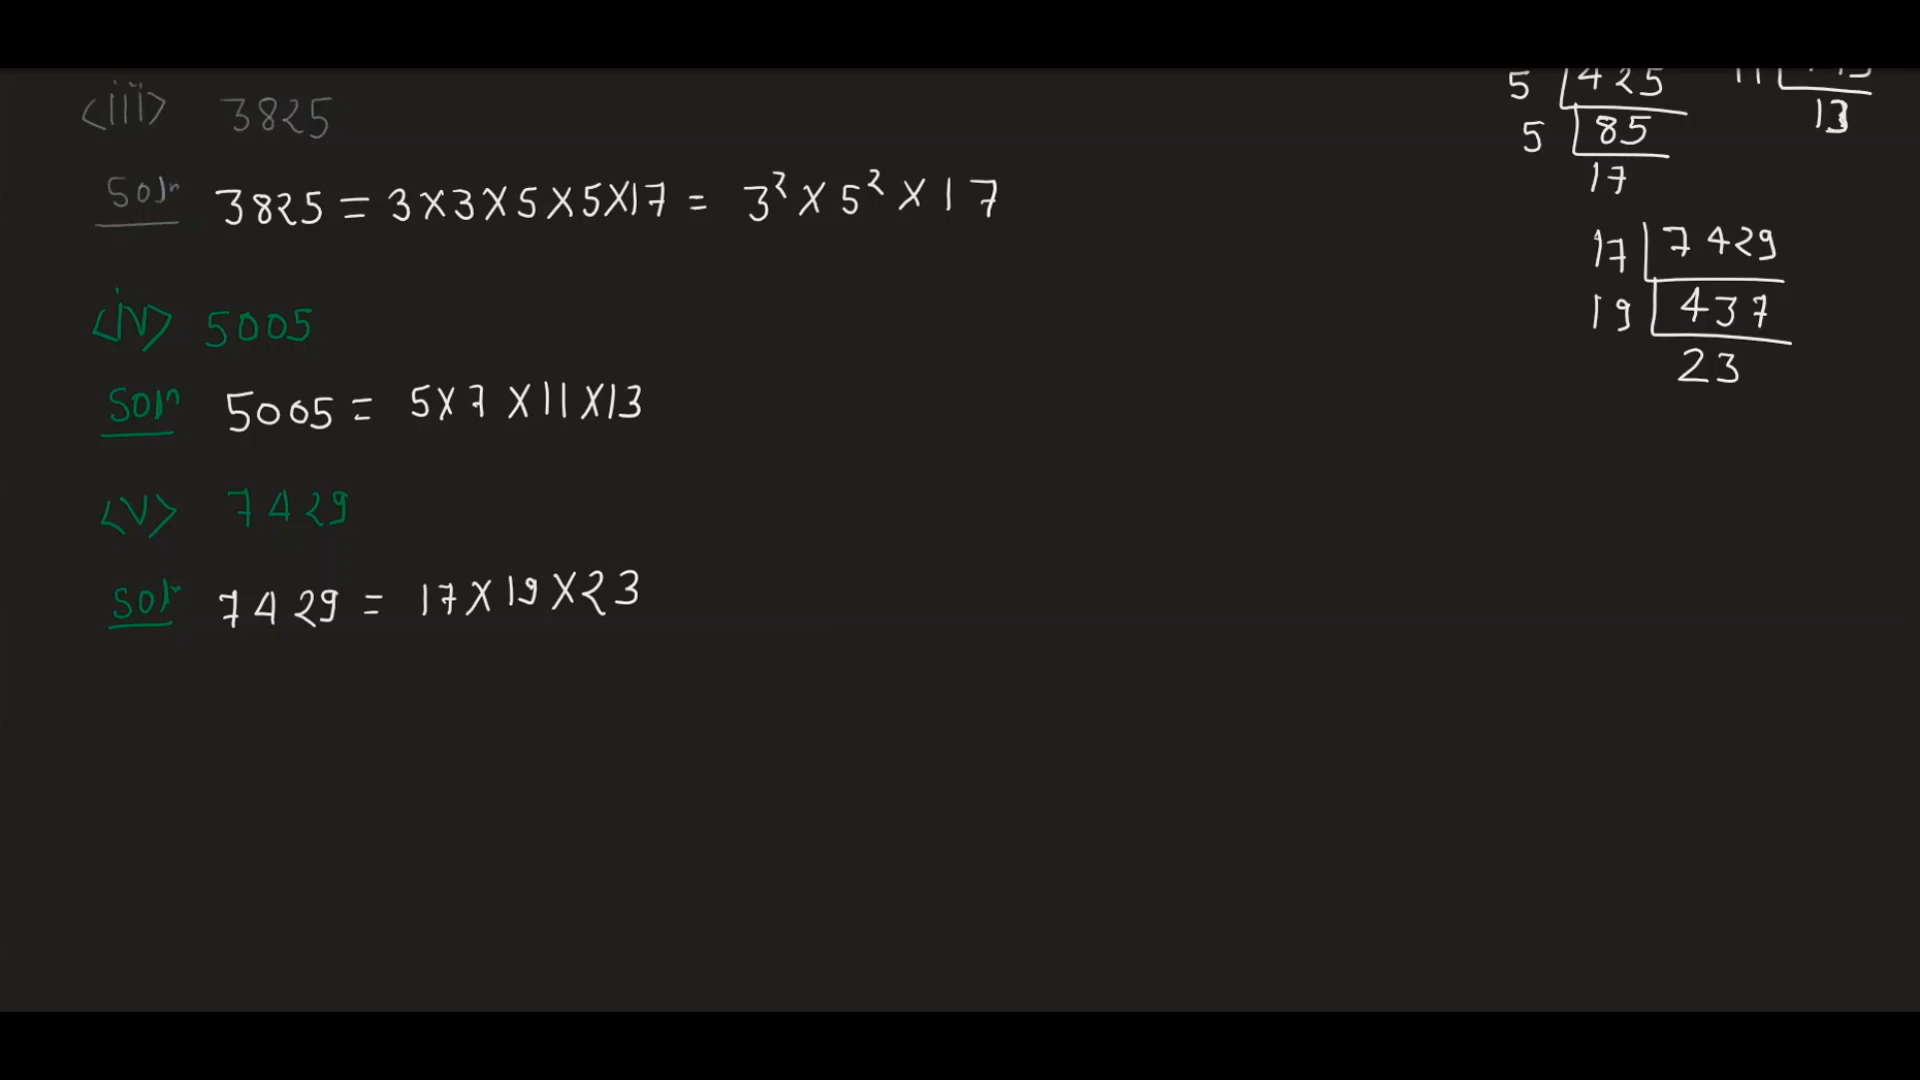 <iii> 3825
Soln 3825 = 3×3×5×5×17 = 3² × 5² × 17
<iv> 5005
Soln 5005 = 5×7×11×13
<v> 7429
Soln 7429 = 17×19×23
5 | 425
5 | 85
17
11
13
17 | 7429
19 | 437
23